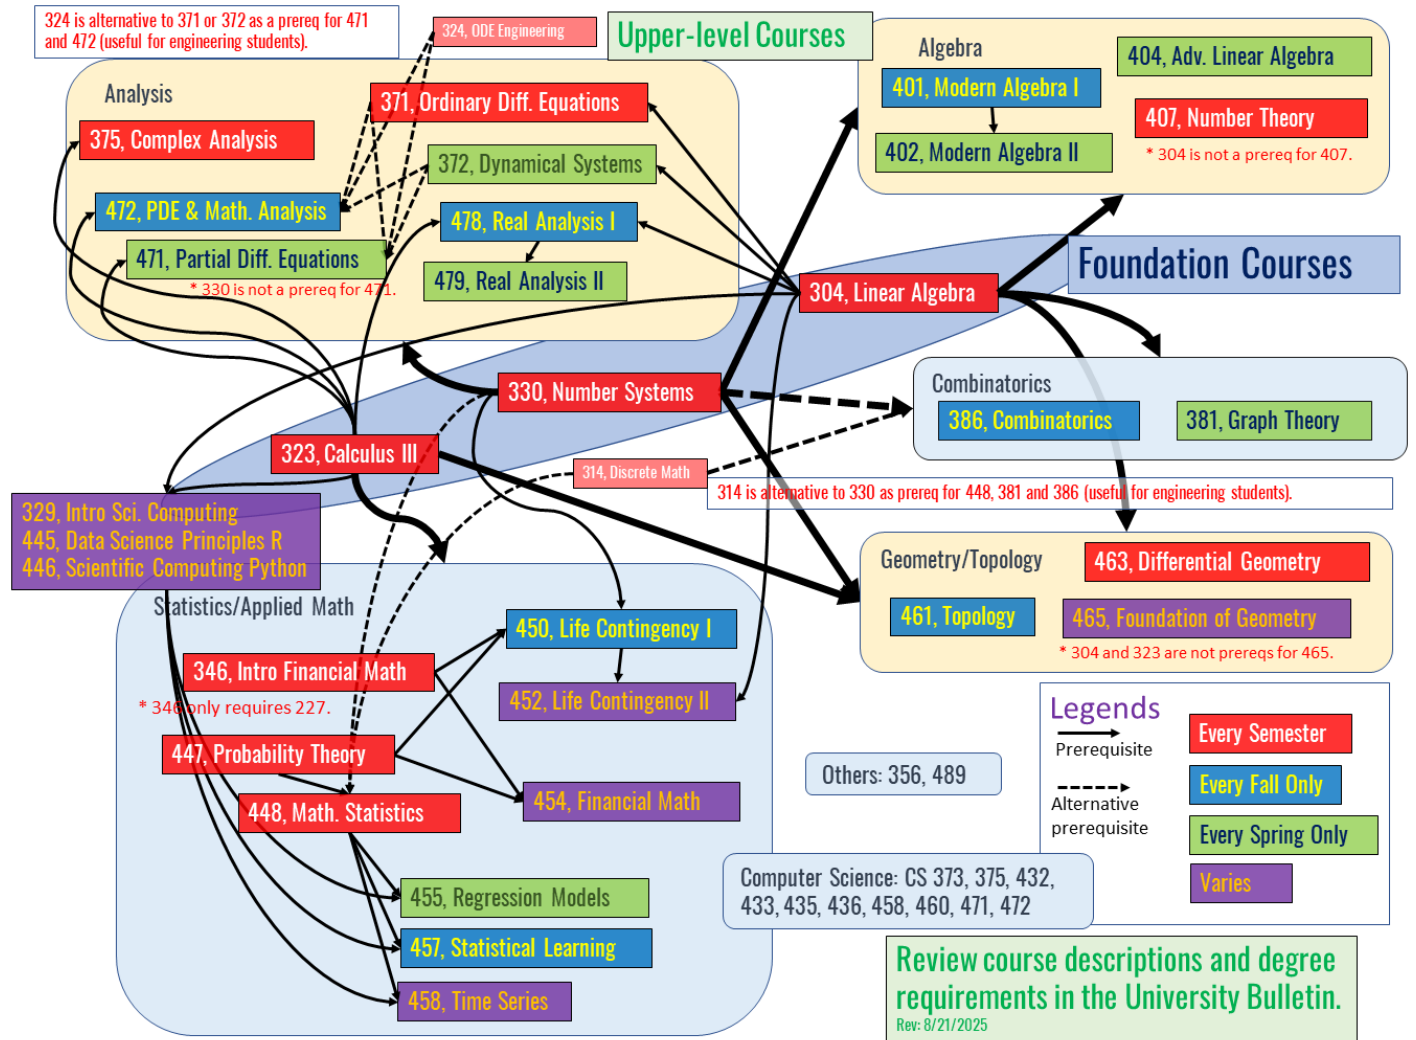 324 is alternative to 371 or 372 as a prereq for 471
and 472 (useful for engineering students).
324, ODE Engineering
Upper-level Courses
Analysis
371, Ordinary Diff. Equations
375, Complex Analysis
372, Dynamical Systems
472, PDE & Math. Analysis
478, Real Analysis I
471, Partial Diff. Equations
479, Real Analysis II
* 330 is not a prereq for 471.
Algebra
404, Adv. Linear Algebra
401, Modern Algebra I
407, Number Theory
402, Modern Algebra II
* 304 is not a prereq for 407.
Foundation Courses
304, Linear Algebra
330, Number Systems
323, Calculus III
314, Discrete Math
Combinatorics
386, Combinatorics
381, Graph Theory
314 is alternative to 330 as prereq for 448, 381 and 386 (useful for engineering students).
329, Intro Sci. Computing
445, Data Science Principles R
446, Scientific Computing Python
Geometry/Topology
463, Differential Geometry
461, Topology
465, Foundation of Geometry
* 304 and 323 are not prereqs for 465.
Statistics/Applied Math
450, Life Contingency I
346, Intro Financial Math
452, Life Contingency II
* 346 only requires 227.
447, Probability Theory
454, Financial Math
448, Math. Statistics
455, Regression Models
457, Statistical Learning
458, Time Series
Others: 356, 489
Computer Science: CS 373, 375, 432,
433, 435, 436, 458, 460, 471, 472
Legends
Prerequisite
Alternative
prerequisite
Every Semester
Every Fall Only
Every Spring Only
Varies
Review course descriptions and degree
requirements in the University Bulletin.
Rev: 8/21/2025